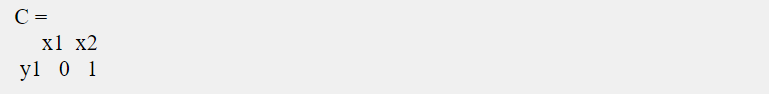 C =
x1 x2
y1 0 1